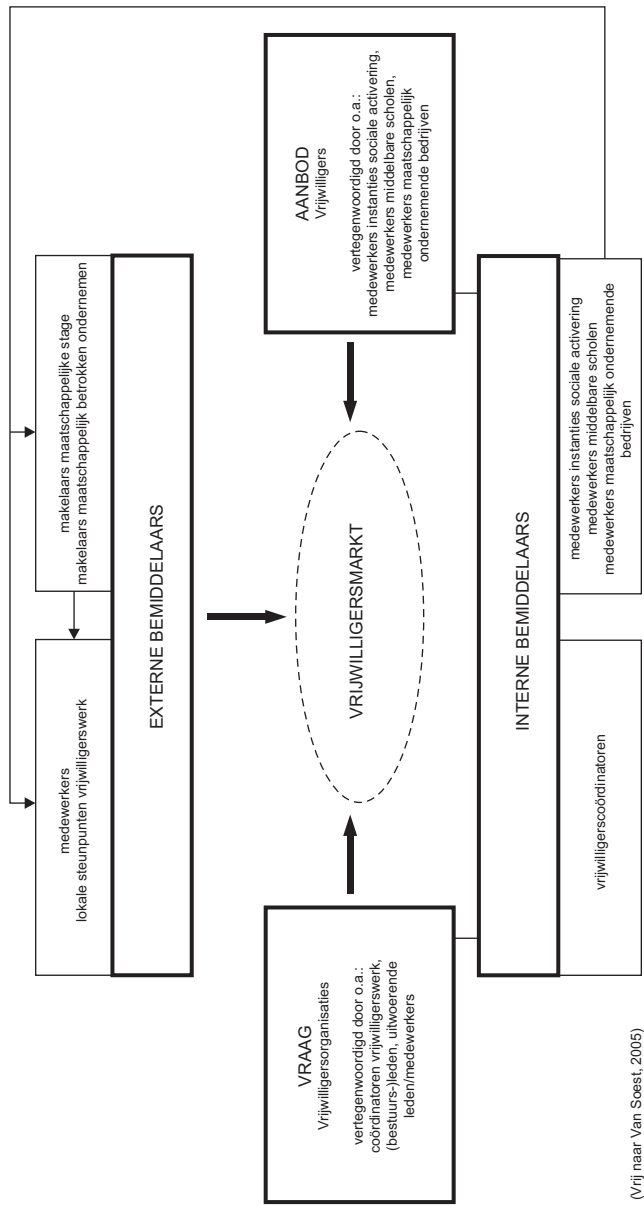 medewerkers
lokale steunpunten vrijwilligerswerk
makelaars maatschappelijke stage
makelaars maatschappelijk betrokken ondernemen
EXTERNE BEMIDDELAARS
VRAAG
Vrijwilligersorganisaties
vertegenwoordigd door o.a.:
coördinatoren vrijwilligerswerk,
(bestuurs-)leden, uitwoerende
leden/medewerkers
VRIJWILLIGERSMARKT
AANBOD
Vrijwilligers
vertegenwoordigd door o.a.:
medewerkers instanties sociale activering,
medewerkers middelbare scholen,
medewerkers maatschappelijk
ondernemende bedrijven
INTERNE BEMIDDELAARS
vrijwilligerscoördinatoren
medewerkers instanties sociale activering
medewerkers middelbare scholen
medewerkers maatschappelijk ondernemende
bedrijven
(Vrij naar Van Soest, 2005)